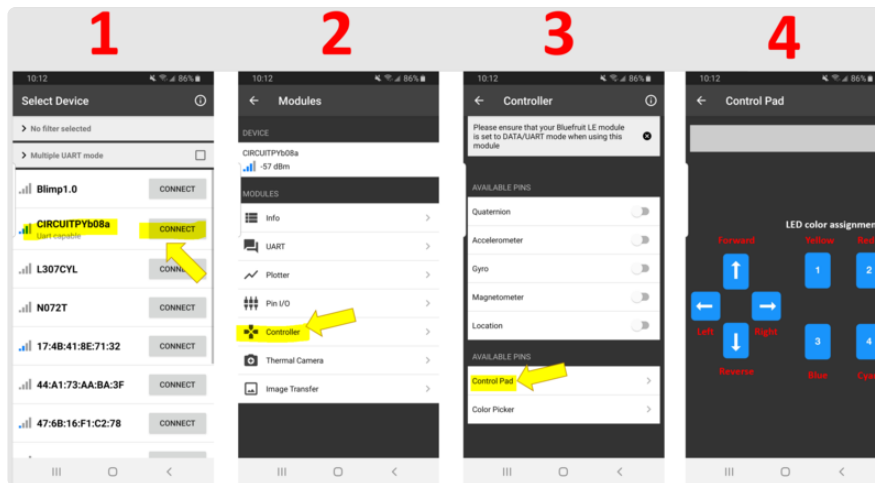 1
2
3
4
10:12
86%
Select Device
No filter selected
Multiple UART mode
Blimp1.0
CONNECT
CIRCUITPYb08a
Uart capable
CONNECT
L307CYL
N072T
CONNECT
17:4B:41:8E:71:32
CONNECT
44:A1:73:AA:BA:3F
CONNECT
47:6B:16:F1:C2:78
CONNECT
10:12
86%
Modules
DEVICE
CIRCUITPYb08a
-57 dBm
MODULES
Info
UART
Plotter
Pin I/O
Controller
Thermal Camera
Image Transfer
10:12
86%
Controller
Please ensure that your Bluefruit LE module
is set to DATA/UART mode when using this
module
AVAILABLE PINS
Quaternion
Accelerometer
Gyro
Magnetometer
Location
AVAILABLE PINS
Control Pad
Color Picker
10:12
86%
Control Pad
LED color assignmen
Forward
Yellow
Red
1
2
Left
Right
3
4
Reverse
Blue
Cya